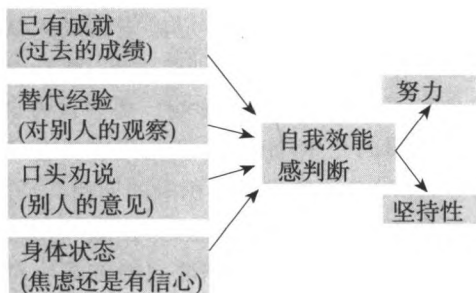 已有成就
(过去的成绩)
替代经验
(对别人的观察)
口头劝说
(别人的意见)
身体状态
(焦虑还是有信心)
自我效能
感判断
努力
坚持性